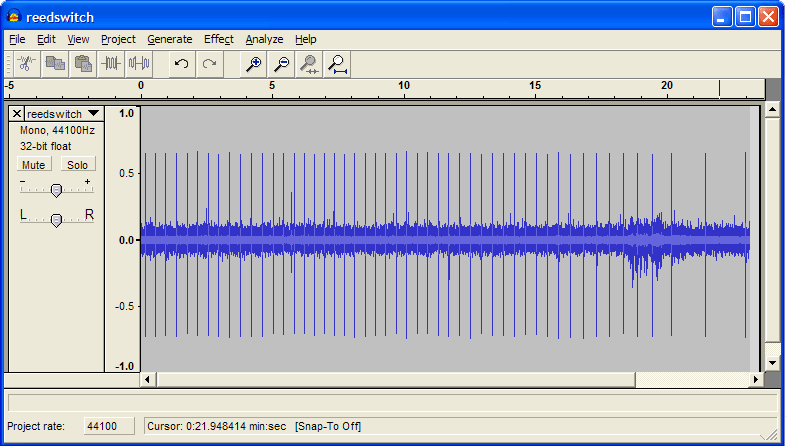 reedswitch
File Edit View Project Generate Effect Analyze Help
-5 0 5 10 15 20
reedswitch
Mono, 44100Hz
32-bit float
Mute Solo
- +
L R
1.0
0.5
0.0
-0.5
-1.0
Project rate: 44100 Cursor: 0:21.948414 min:sec [Snap-To Off]